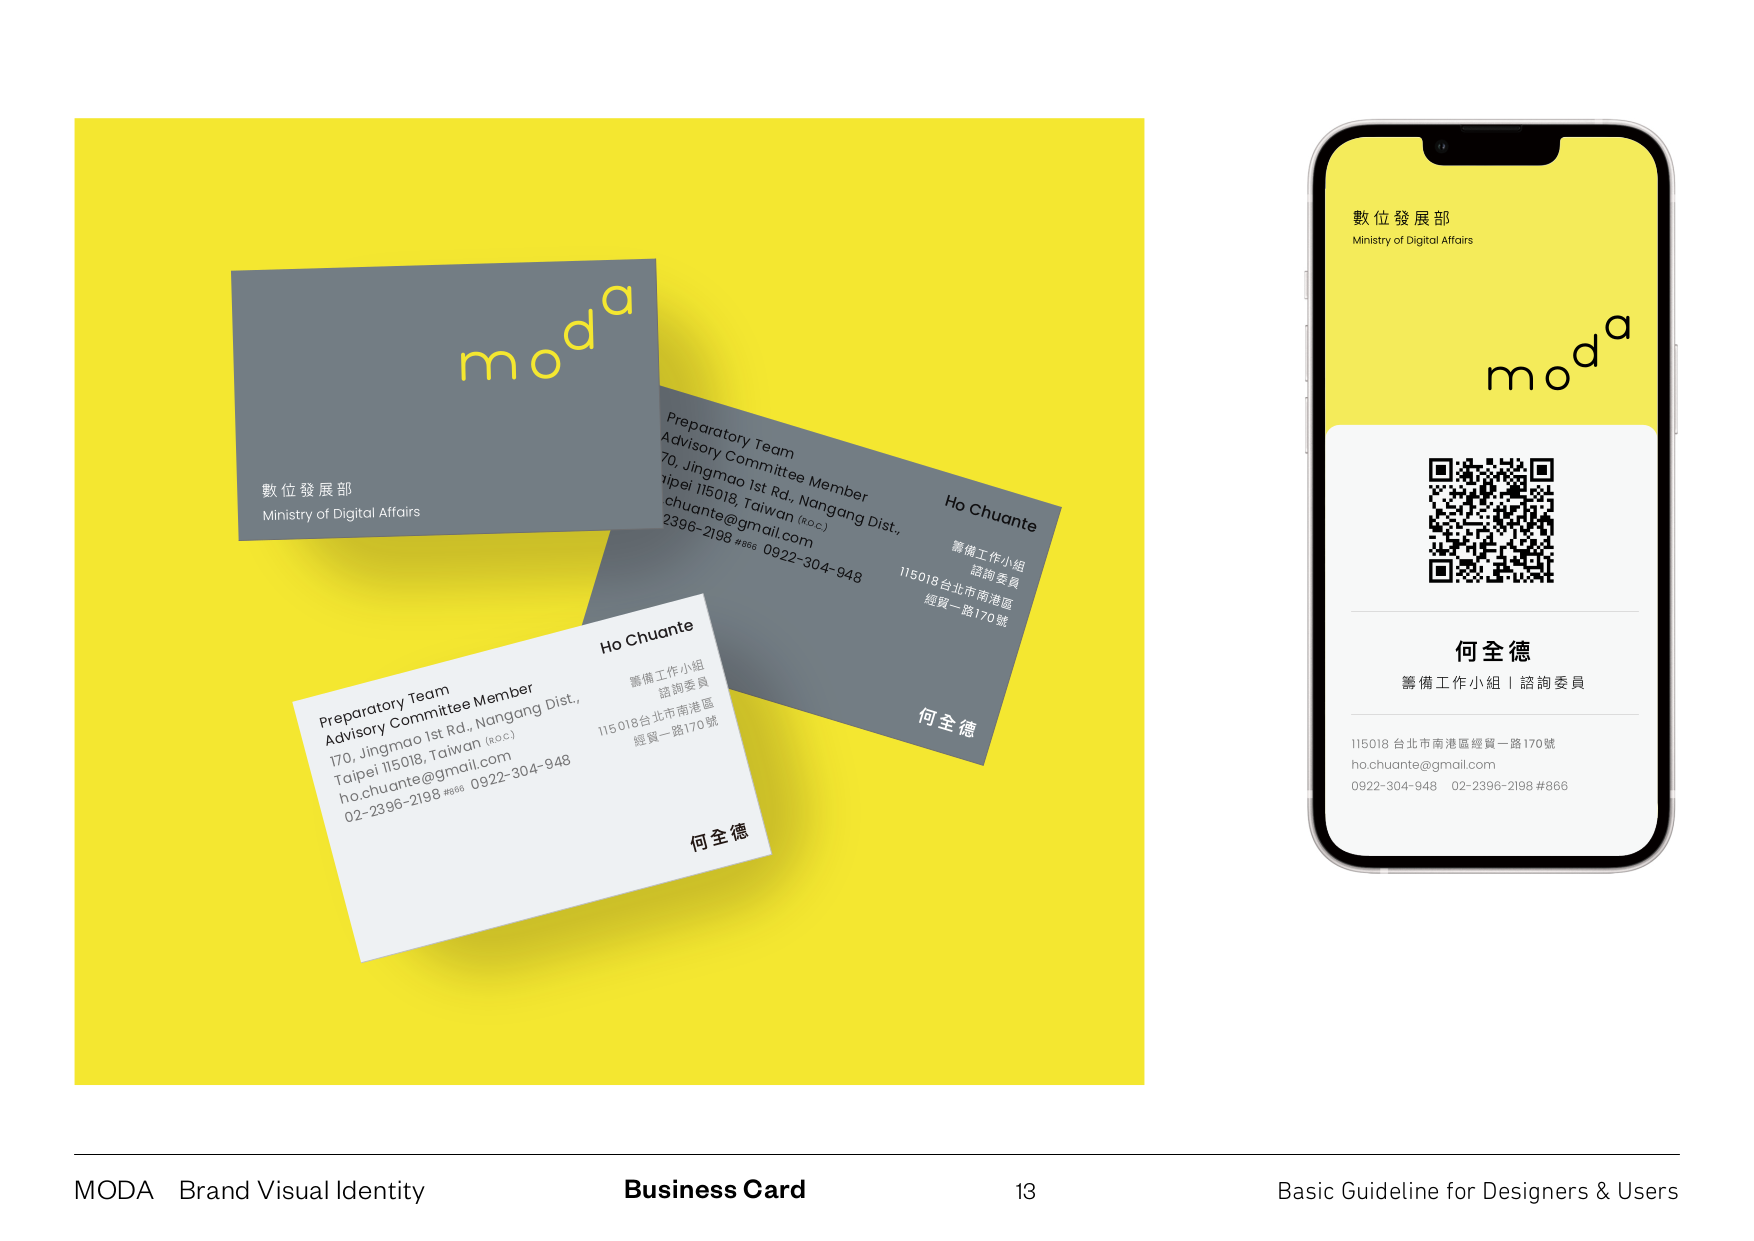 moda
數位發展部
Ministry of Digital Affairs
Preparatory Team
Advisory Committee Member
70, Jingmao 1st Rd., Nangang Dist.,
aipei 115018, Taiwan (R.O.C.)
.chuante@gmail.com
2396-2198 #866 0922-304-948
Ho Chuante
籌備工作小組
諮詢委員
115018台北市南港區
經貿一路170號
何全德
Preparatory Team
Advisory Committee Member
170, Jingmao 1st Rd., Nangang Dist.,
Taipei 115018, Taiwan (R.O.C.)
ho.chuante@gmail.com
02-2396-2198 #866 0922-304-948
Ho Chuante
籌備工作小組
諮詢委員
115018台北市南港區
經貿一路170號
何全德
數位發展部
Ministry of Digital Affairs
moda
何全德
籌備工作小組 | 諮詢委員
115018 台北市南港區經貿一路170號
ho.chuante@gmail.com
0922-304-948 02-2396-2198 #866
MODA Brand Visual Identity
Business Card
13
Basic Guideline for Designers & Users